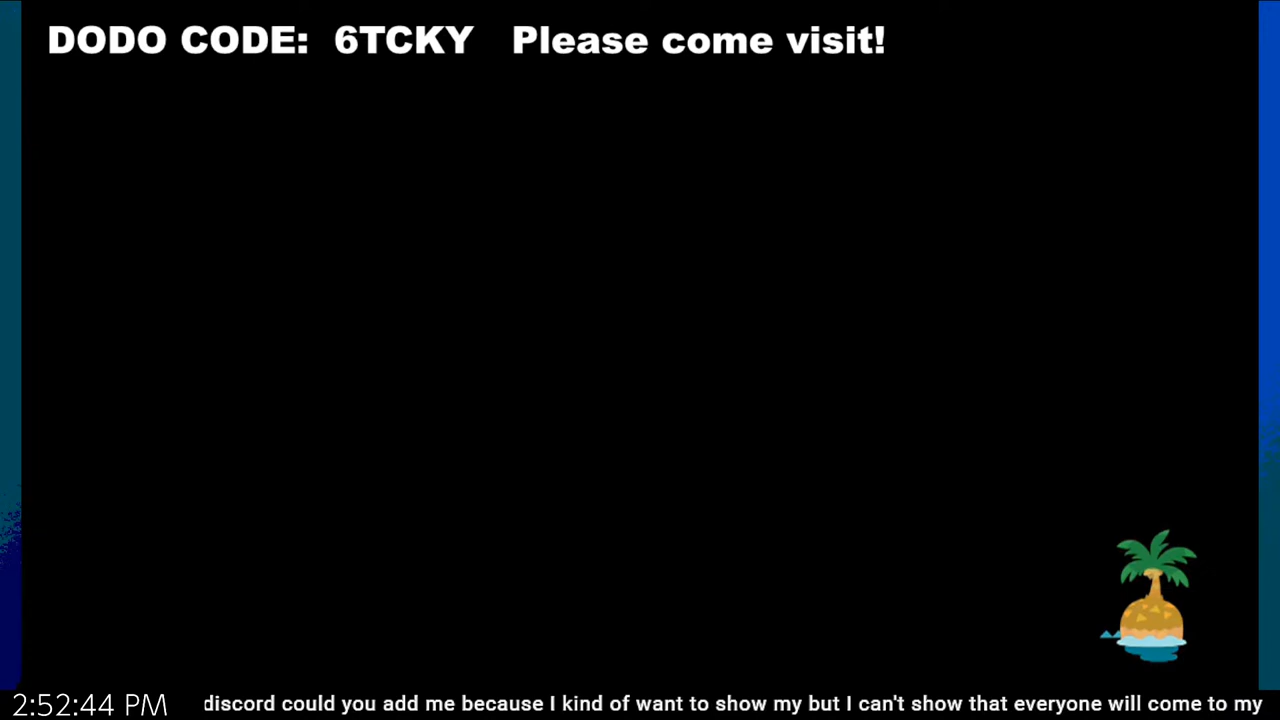 DODO CODE: 6TCKY Please come visit!
2:52:44 PM
discord could you add me because I kind of want to show my but I can't show that everyone will come to my